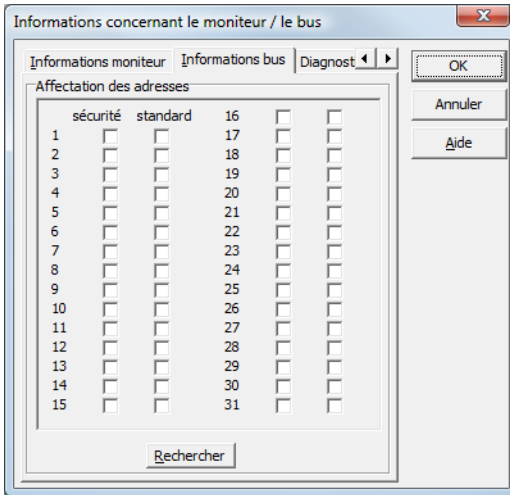 Informations concernant le moniteur / le bus
Informations moniteur Informations bus Diagnost
Affectation des adresses
sécurité standard 16
1 17
2 18
3 19
4 20
5 21
6 22
7 23
8 24
9 25
10 26
11 27
12 28
13 29
14 30
15 31
Rechercher
OK
Annuler
Aide